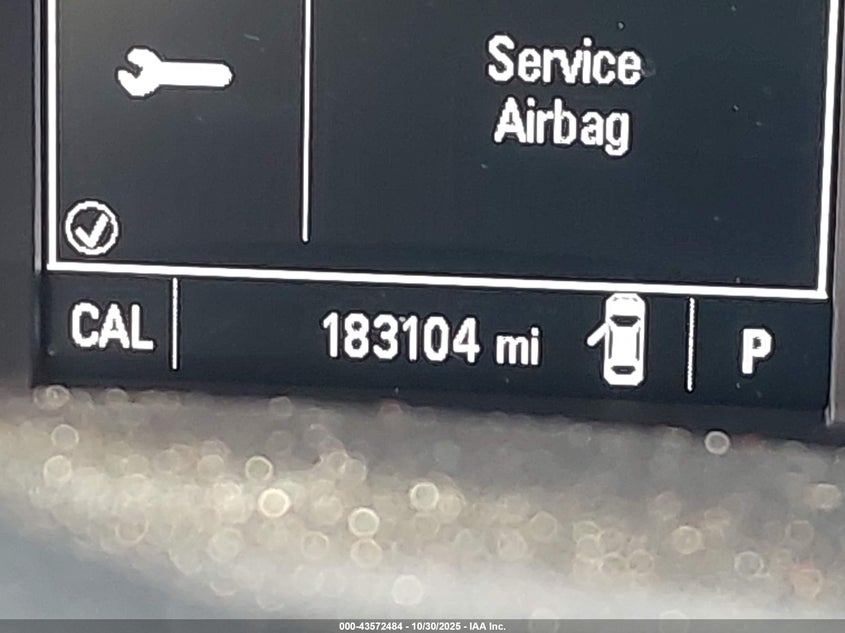 Service
Airbag
CAL
183104 mi
P
000-43572484 - 10/30/2025 - IAA Inc.